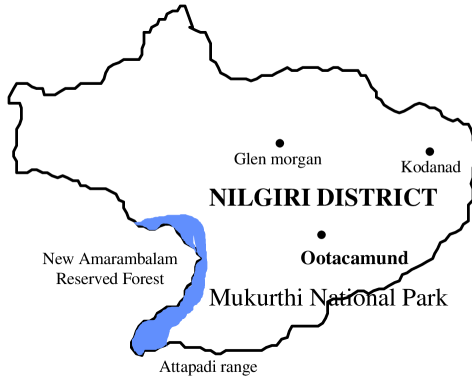 Glen morgan
Kodanad
NILGIRI DISTRICT
Ootacamund
New Amarambalam
Reserved Forest
Mukurthi National Park
Attapadi range